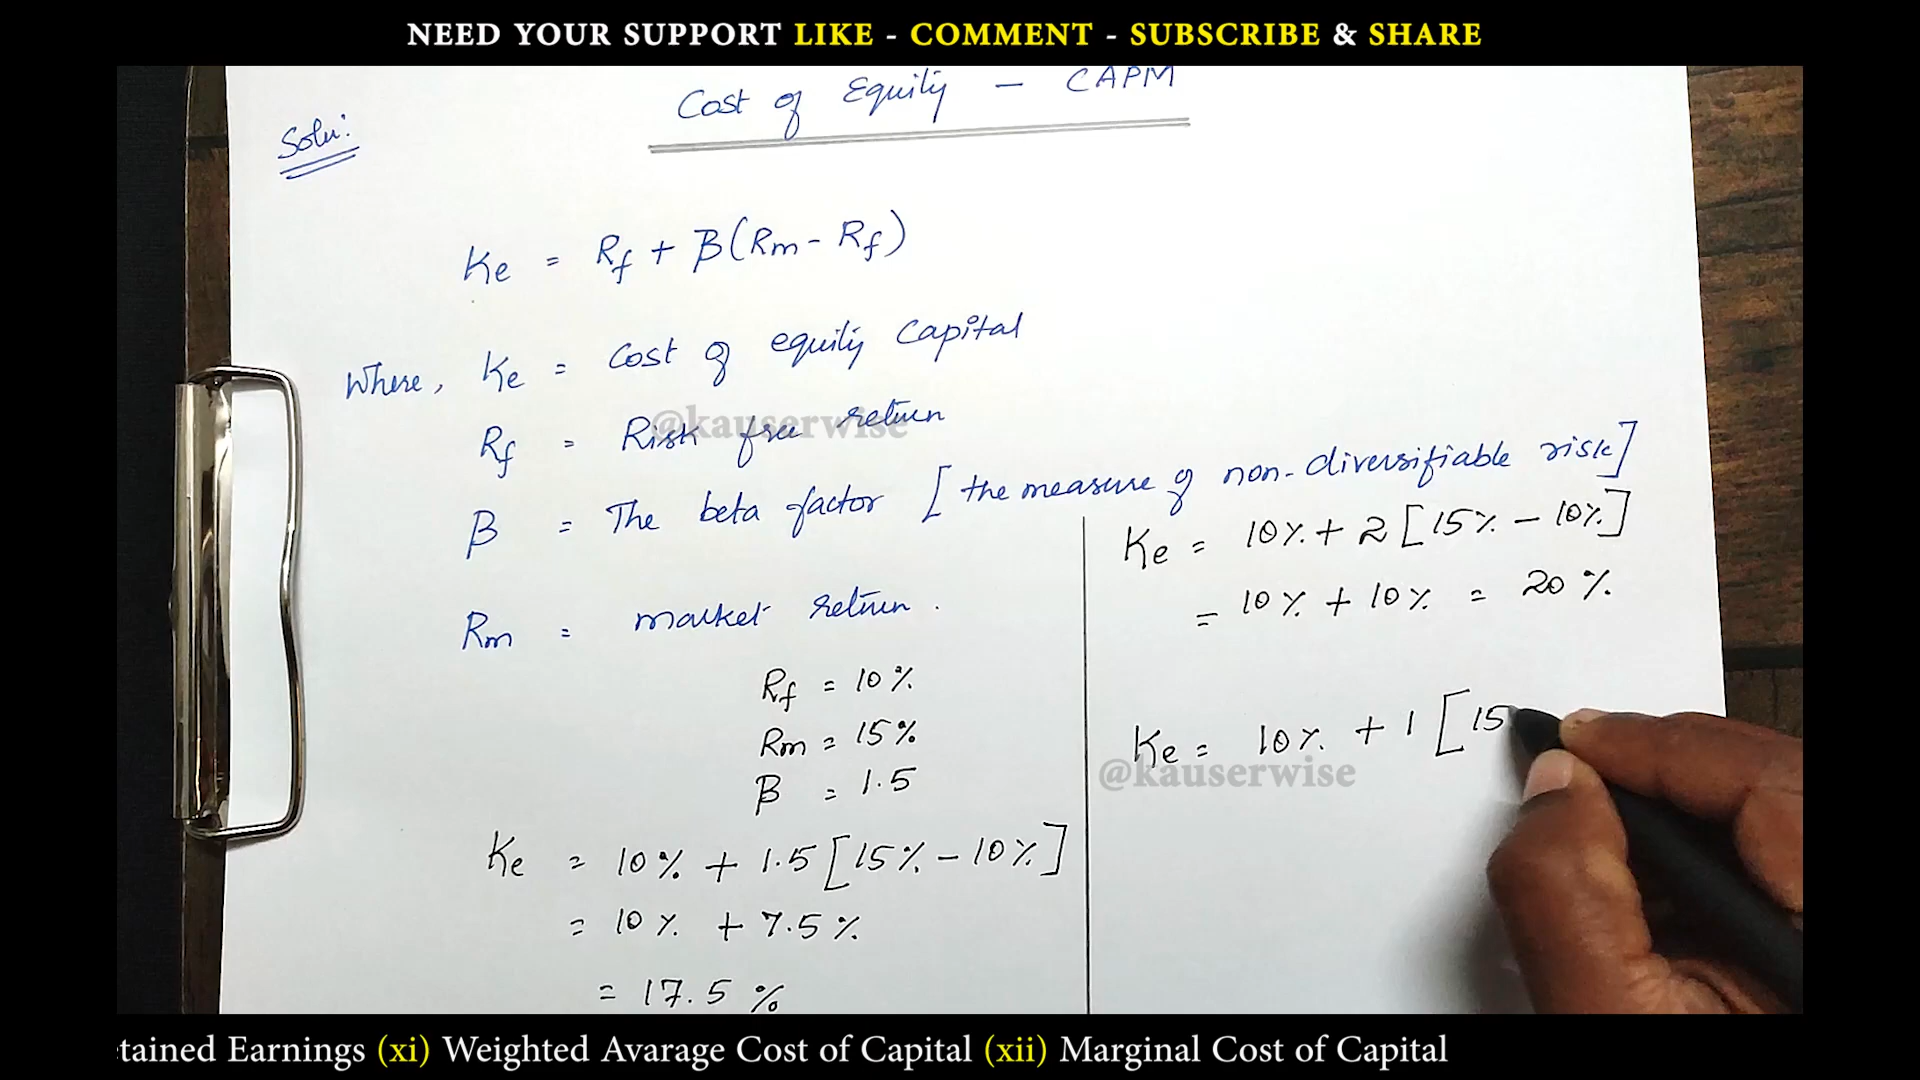 NEED YOUR SUPPORT LIKE - COMMENT - SUBSCRIBE & SHARE
Cost of Equity - CAPM
Solu:
Ke = Rf + β(Rm - Rf)
Where, Ke = Cost of equity Capital
@kauserwise
Rf = Risk free return
β = The beta factor [the measure of non-diversifiable risk]
Rm = market return.
Rf = 10%
Rm = 15%
β = 1.5
Ke = 10% + 1.5 [15% - 10%]
= 10% + 7.5%
= 17.5%
Ke = 10% + 2 [15% - 10%]
= 10% + 10% = 20%
Ke = 10% + 1 [15
@kauserwise
tained Earnings (xi) Weighted Avarage Cost of Capital (xii) Marginal Cost of Capital